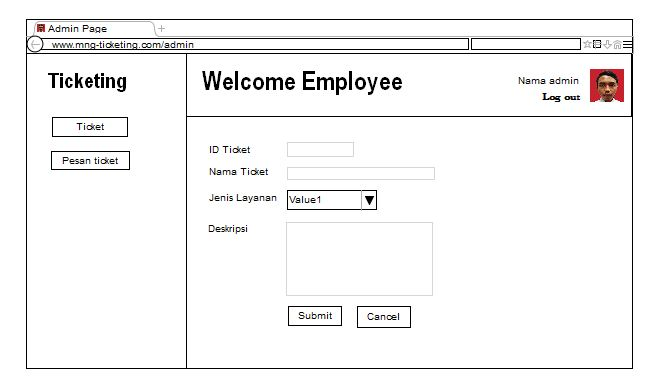 Admin Page
www.mng-ticketing.com/admin
Ticketing
Welcome Employee
Nama admin
Log out
Ticket
Pesan ticket
ID Ticket
Nama Ticket
Jenis Layanan
Value1
Deskripsi
Submit
Cancel